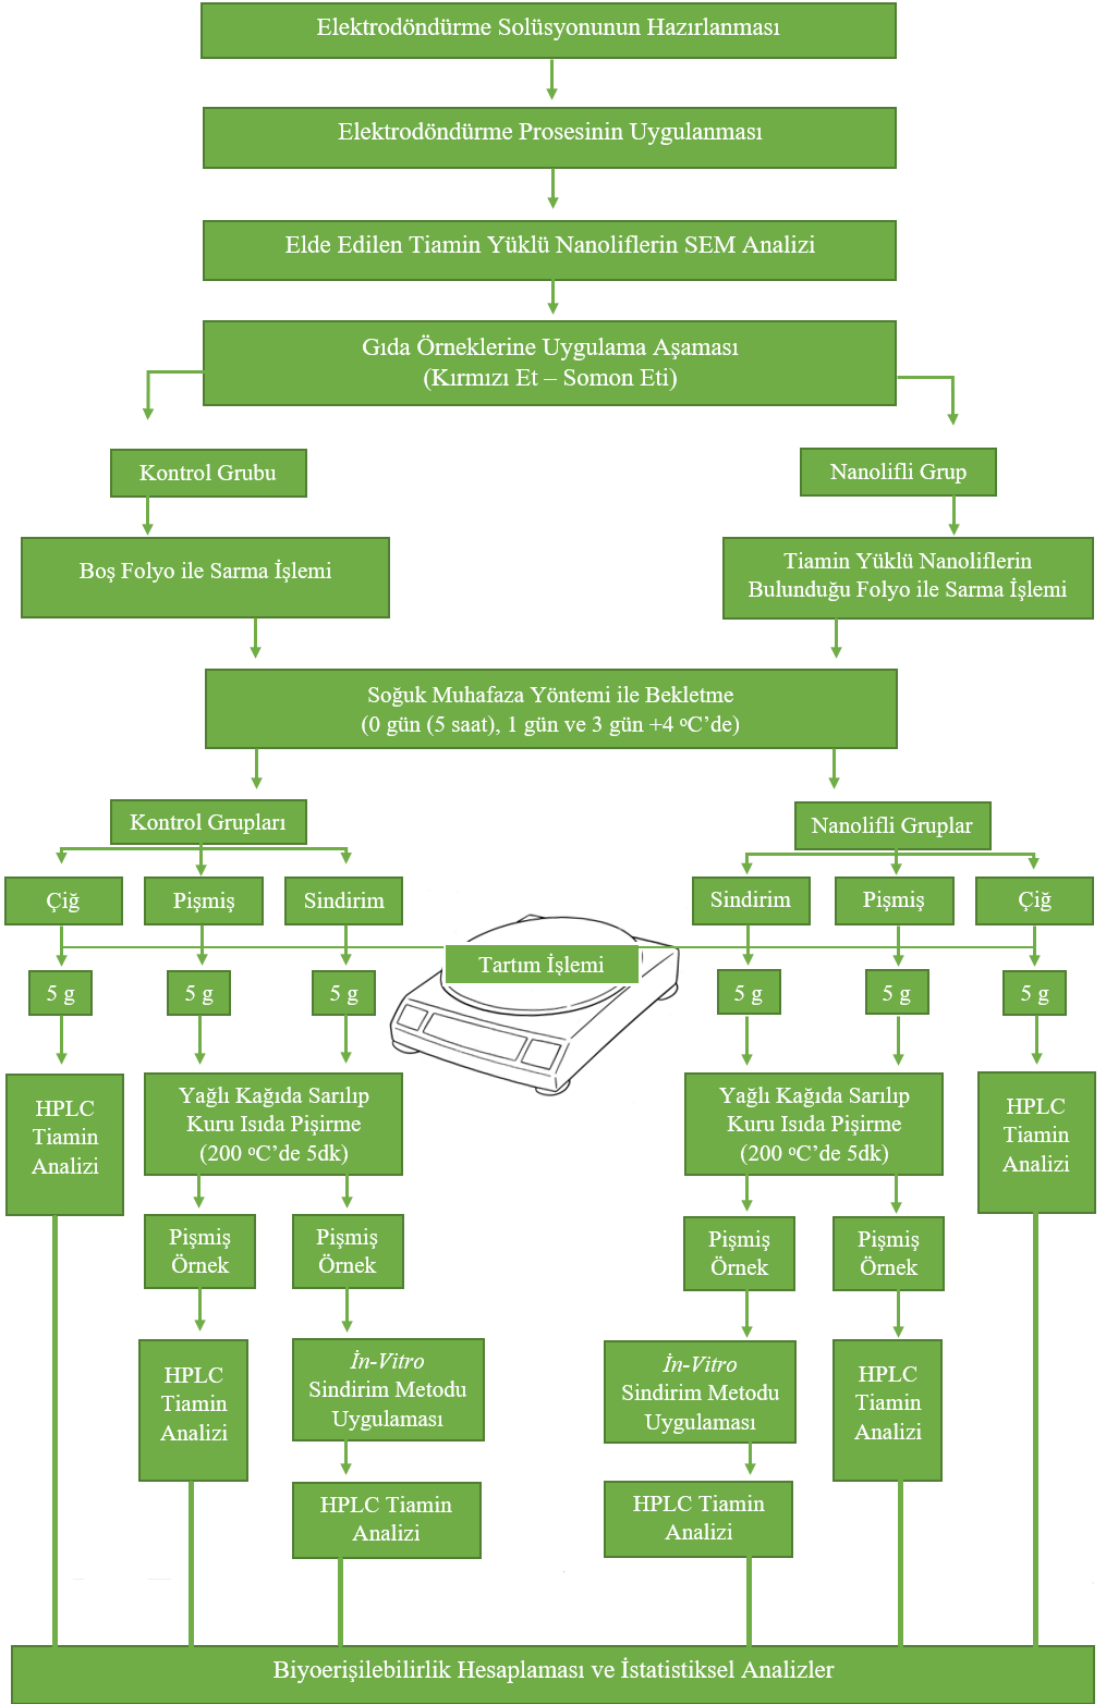 Elektrodöndürme Solüsyonunun Hazırlanması
Elektrodöndürme Prosesinin Uygulanması
Elde Edilen Tiamin Yüklü Nanoliflerin SEM Analizi
Gıda Örneklerine Uygulama Aşaması
(Kırmızı Et – Somon Eti)
Kontrol Grubu
Nanolifli Grup
Boş Folyo ile Sarma İşlemi
Tiamin Yüklü Nanoliflerin
Bulunduğu Folyo ile Sarma İşlemi
Soğuk Muhafaza Yöntemi ile Bekletme
(0 gün (5 saat), 1 gün ve 3 gün +4 ᵒC’de)
Kontrol Grupları
Nanolifli Gruplar
Çiğ
Pişmiş
Sindirim
Sindirim
Pişmiş
Çiğ
Tartım İşlemi
5 g
5 g
5 g
5 g
5 g
5 g
HPLC
Tiamin
Analizi
Yağlı Kağıda Sarılıp
Kuru Isıda Pişirme
(200 ᵒC’de 5dk)
Yağlı Kağıda Sarılıp
Kuru Isıda Pişirme
(200 ᵒC’de 5dk)
HPLC
Tiamin
Analizi
Pişmiş
Örnek
Pişmiş
Örnek
Pişmiş
Örnek
Pişmiş
Örnek
HPLC
Tiamin
Analizi
İn-Vitro
Sindirim Metodu
Uygulaması
İn-Vitro
Sindirim Metodu
Uygulaması
HPLC
Tiamin
Analizi
HPLC Tiamin
Analizi
HPLC Tiamin
Analizi
Biyoerişilebilirlik Hesaplaması ve İstatistiksel Analizler